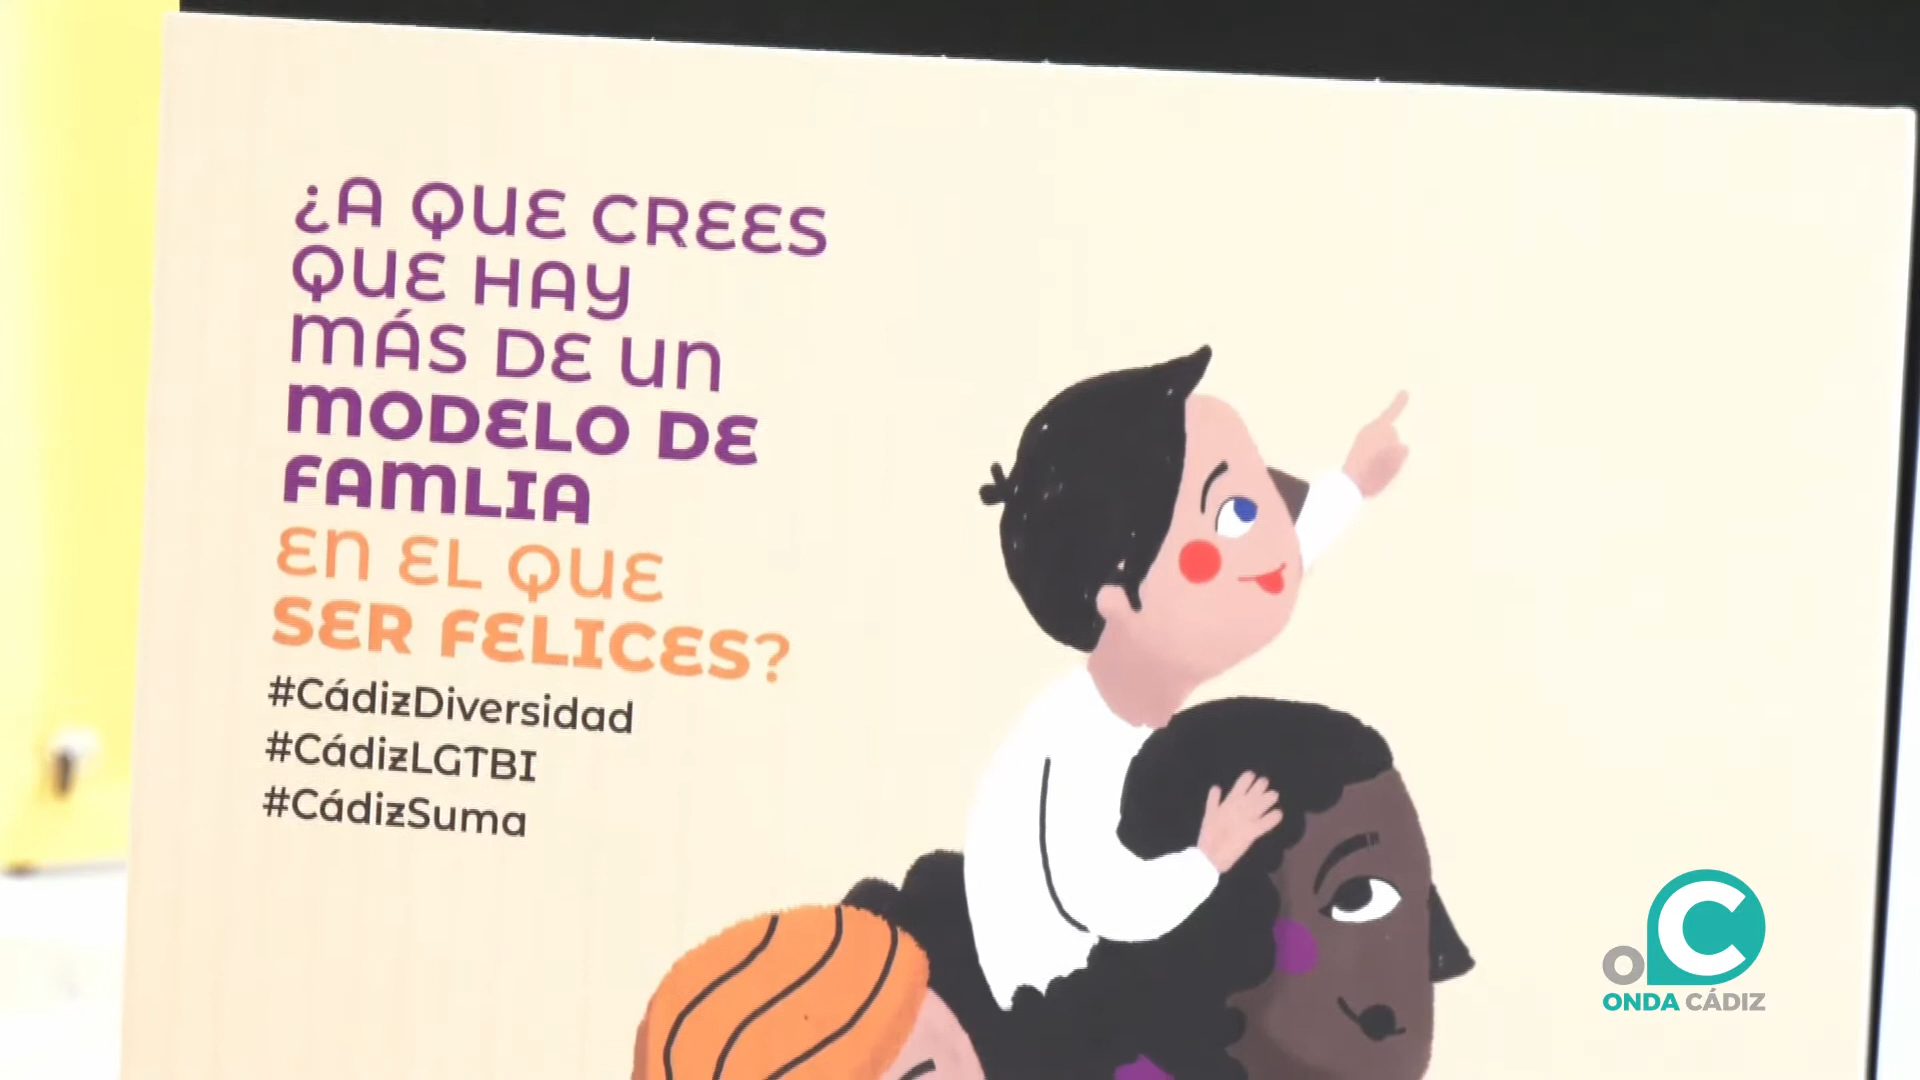 ¿A QUE CREES
QUE HAY
MÁS DE UN
MODELO DE
FAMLIA
EN EL QUE
SER FELICES?
#CádizDiversidad
#CádizLGTBI
#CádizSuma
OC
ONDA CÁDIZ